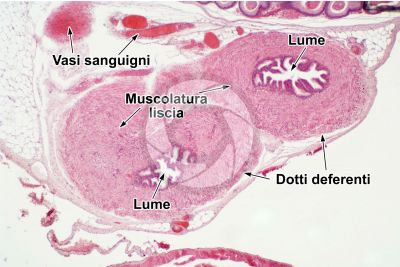 Lume
Vasi sanguigni
Muscolatura
liscia
Dotti deferenti
Lume